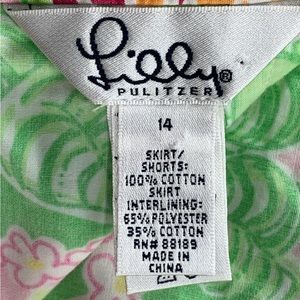 Lilly®
PULITZER
14
SKIRT/
SHORTS:
100% COTTON
SKIRT
INTERLINING:
65% POLYESTER
35% COTTON
RN# 88189
MADE IN
CHINA